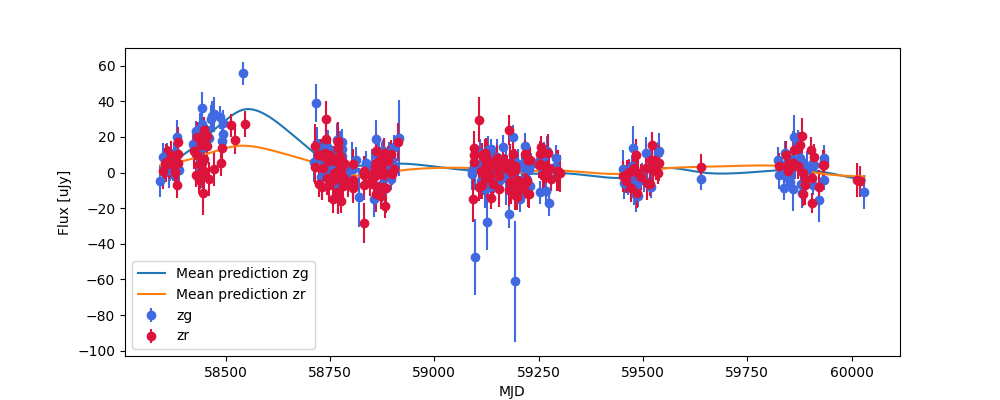 60
40
20
0
−20
−40
−60
−80
−100
Flux [uJy]
Mean prediction zg
Mean prediction zr
zg
zr
58500 58750 59000 59250 59500 59750 60000
MJD